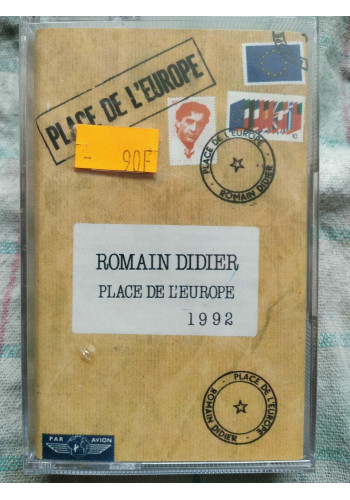 PLACE DE L'EUROPE
- 90F
PLACE DE L'EUROPE · ROMAIN DIDIER ·
ROMAIN DIDIER
PLACE DE L'EUROPE
1992
PLACE DE L'EUROPE · ROMAIN DIDIER ·
PAR AVION